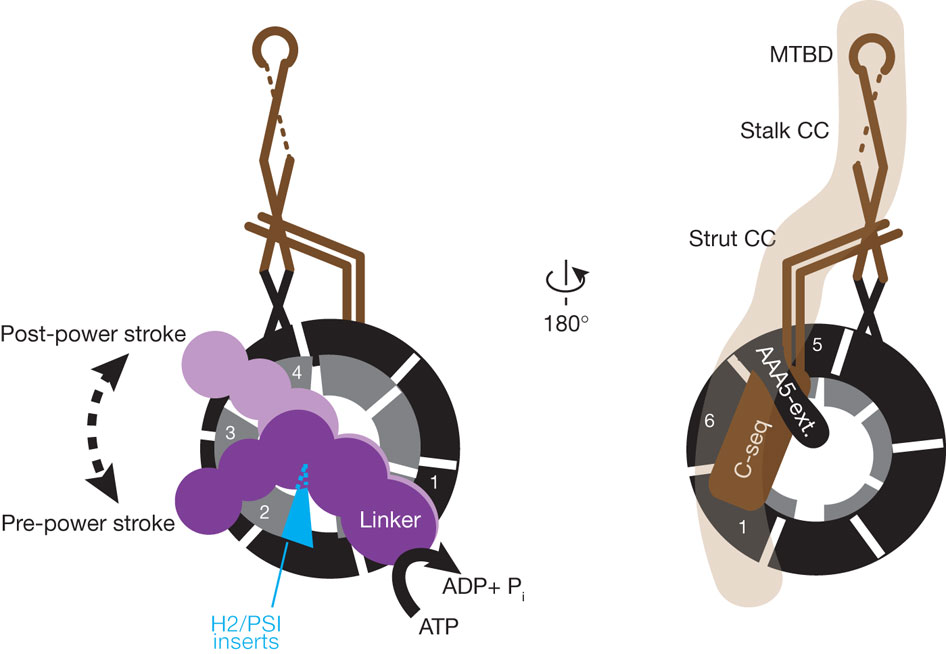 MTBD
Stalk CC
Strut CC
180°
Post-power stroke
4
3
2
1
Pre-power stroke
Linker
ADP+ Pi
ATP
H2/PSI
inserts
5
AAA5-ext.
6
C-seq
1